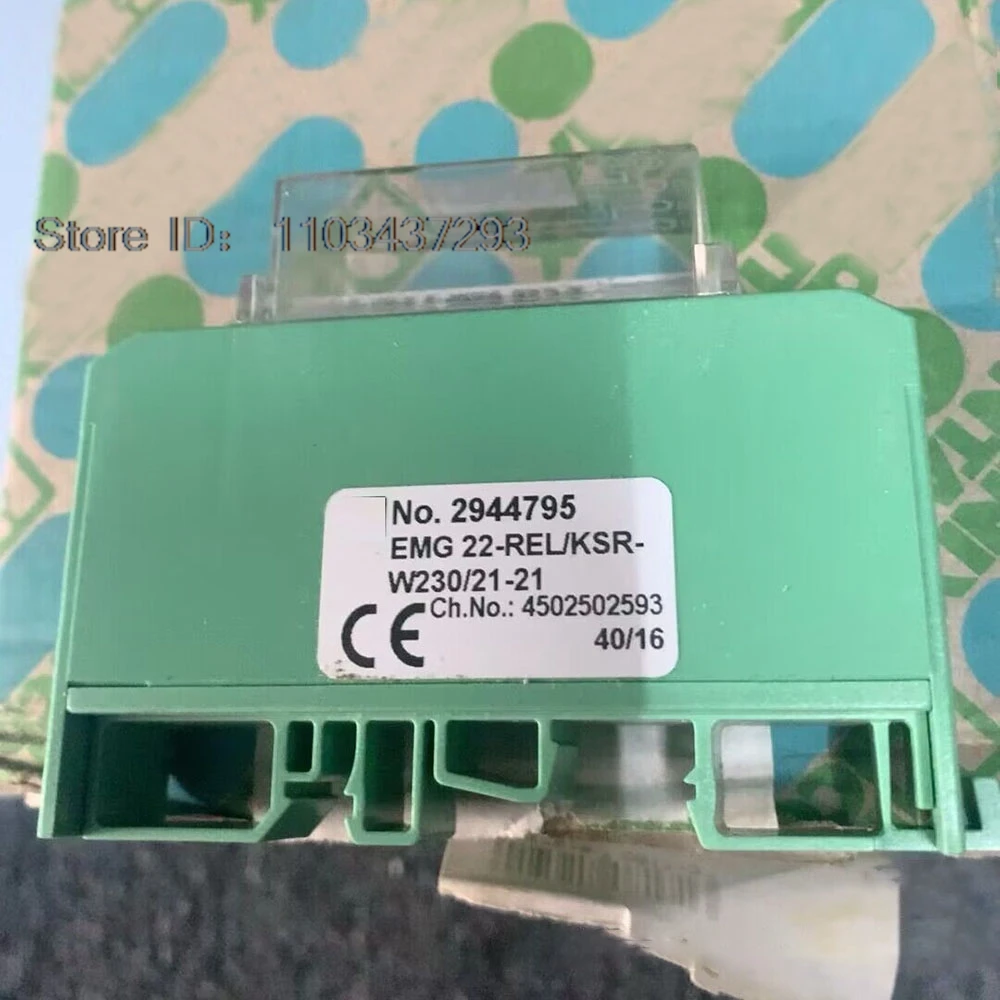 Store ID: 1103437293
No. 2944795
EMG 22-REL/KSR-
W230/21-21
CE
Ch.No.: 4502502593
40/16